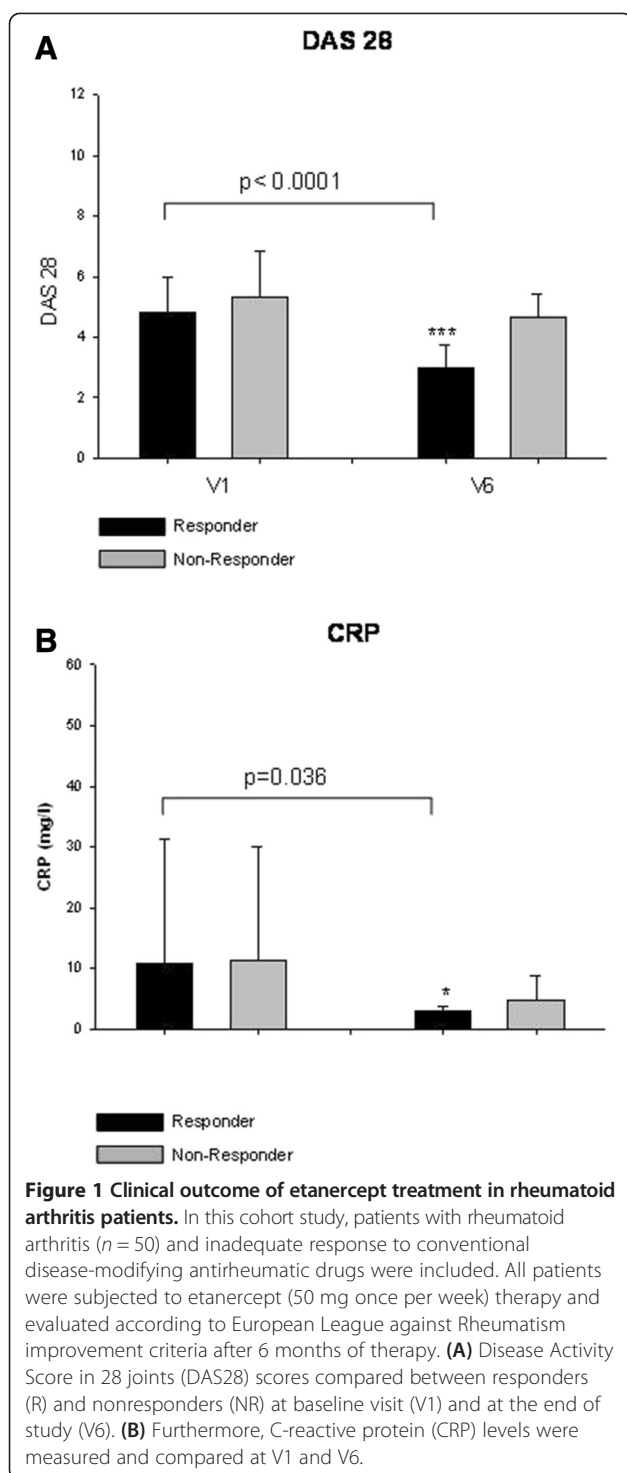 A
DAS 28
12
10
8
6
4
2
0
DAS 28
p< 0.0001
***
V1
V6
Responder
Non-Responder
B
CRP
60
50
40
30
20
10
0
CRP (mg/l)
p=0.036
*
Responder
Non-Responder
Figure 1 Clinical outcome of etanercept treatment in rheumatoid
arthritis patients. In this cohort study, patients with rheumatoid
arthritis (n = 50) and inadequate response to conventional
disease-modifying antirheumatic drugs were included. All patients
were subjected to etanercept (50 mg once per week) therapy and
evaluated according to European League against Rheumatism
improvement criteria after 6 months of therapy. (A) Disease Activity
Score in 28 joints (DAS28) scores compared between responders
(R) and nonresponders (NR) at baseline visit (V1) and at the end of
study (V6). (B) Furthermore, C-reactive protein (CRP) levels were
measured and compared at V1 and V6.